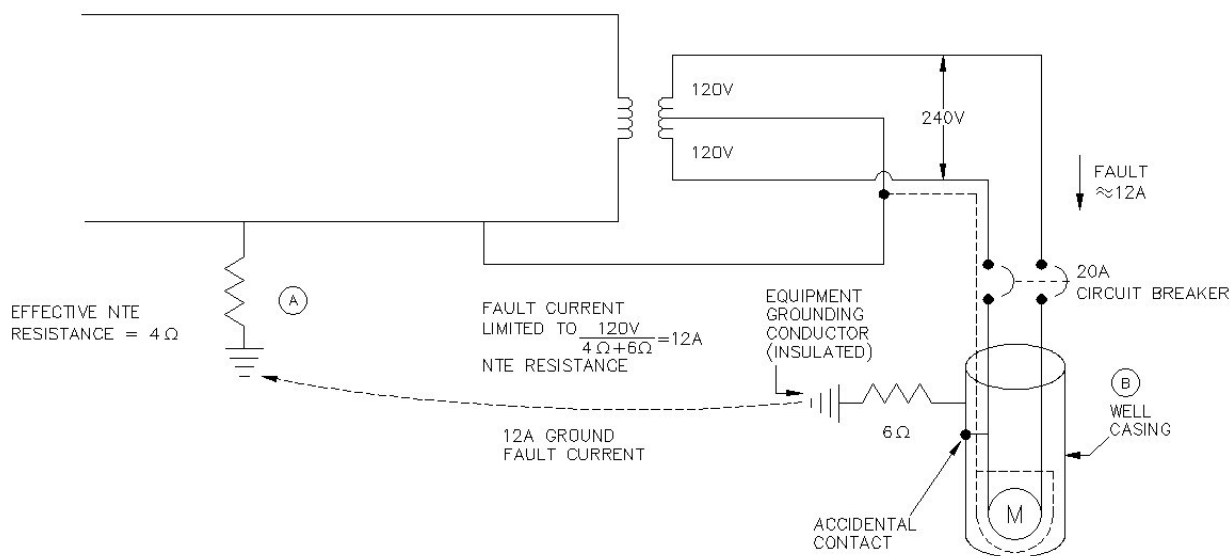 120V
120V
240V
FAULT
≈12A
20A
CIRCUIT BREAKER
EFFECTIVE NTE
RESISTANCE = 4Ω
A
FAULT CURRENT
LIMITED TO 120V/4Ω+6Ω=12A
NTE RESISTANCE
EQUIPMENT
GROUNDING
CONDUCTOR
(INSULATED)
12A GROUND
FAULT CURRENT
6Ω
B
WELL
CASING
M
ACCIDENTAL
CONTACT